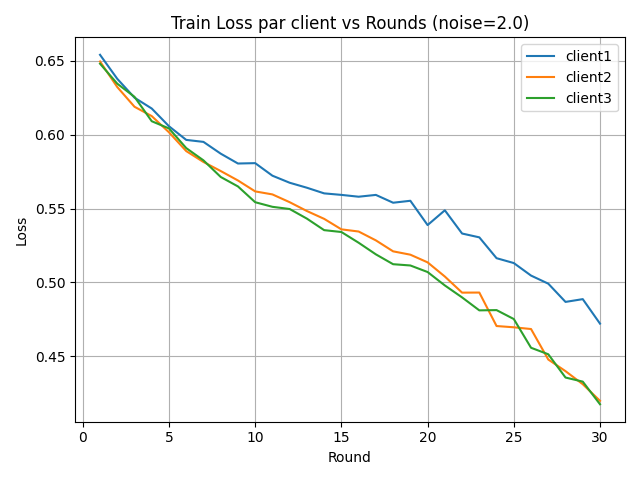 Train Loss par client vs Rounds (noise=2.0)
client1
client2
client3
Loss
0.65
0.60
0.55
0.50
0.45
0 5 10 15 20 25 30
Round